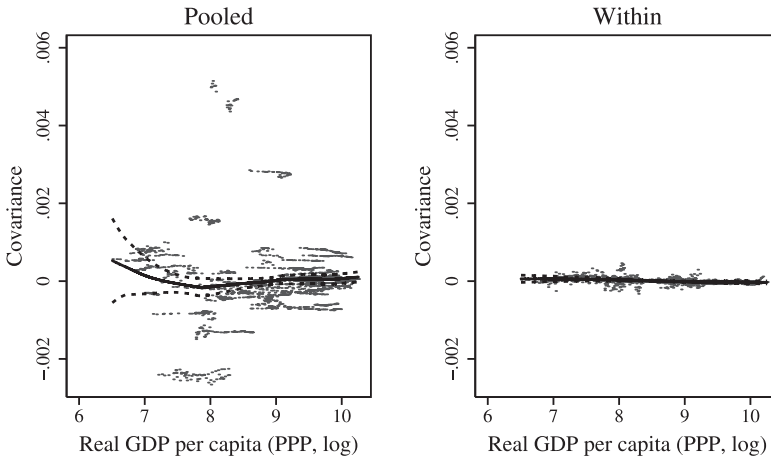 Pooled
Within
Covariance
.006
.004
.002
0
−.002
6 7 8 9 10
Real GDP per capita (PPP, log)
Covariance
.006
.004
.002
0
−.002
6 7 8 9 10
Real GDP per capita (PPP, log)